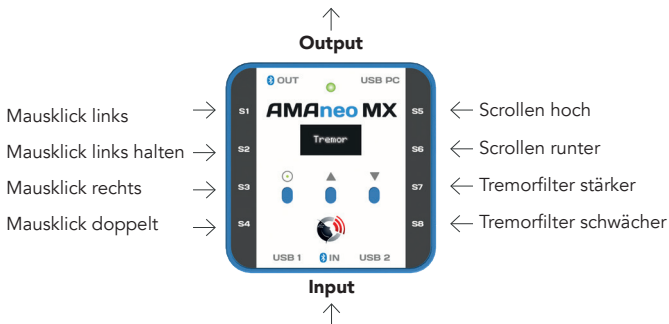 Output
OUT USB PC
AMAneo MX
Mausklick links S1 S5 Scrollen hoch
Tremor
Mausklick links halten S2 S6 Scrollen runter
Mausklick rechts S3 S7 Tremorfilter stärker
Mausklick doppelt S4 S8 Tremorfilter schwächer
USB 1 IN USB 2
Input